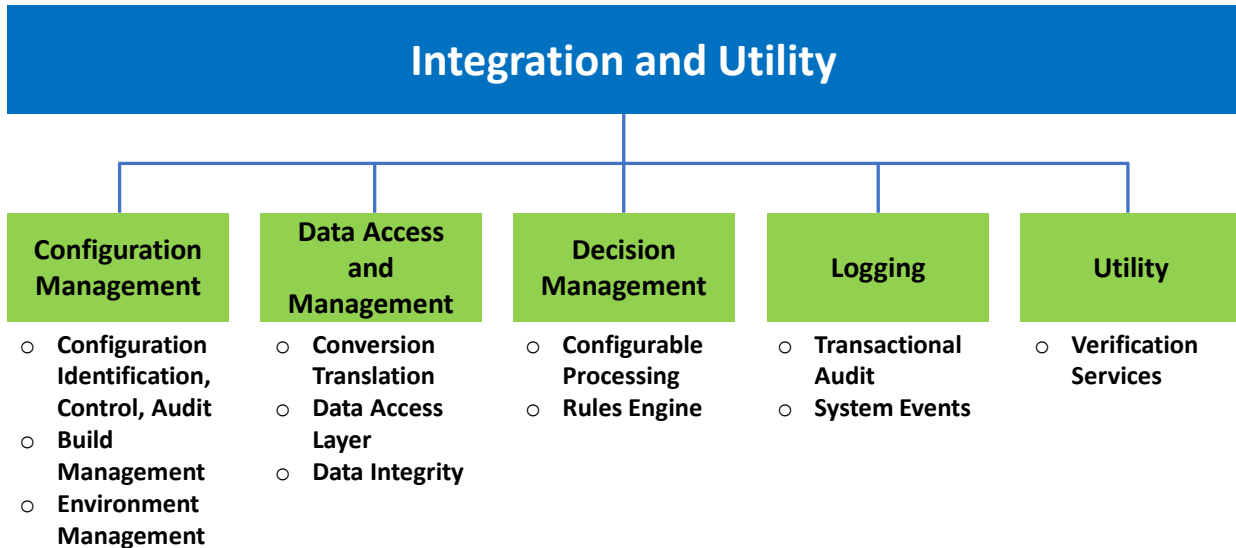 Integration and Utility
Configuration
Management
Data Access
and
Management
Decision
Management
Logging
Utility
o Configuration
Identification,
Control, Audit
o Build
Management
o Environment
Management
o Conversion
Translation
o Data Access
Layer
o Data Integrity
o Configurable
Processing
o Rules Engine
o Transactional
Audit
o System Events
o Verification
Services